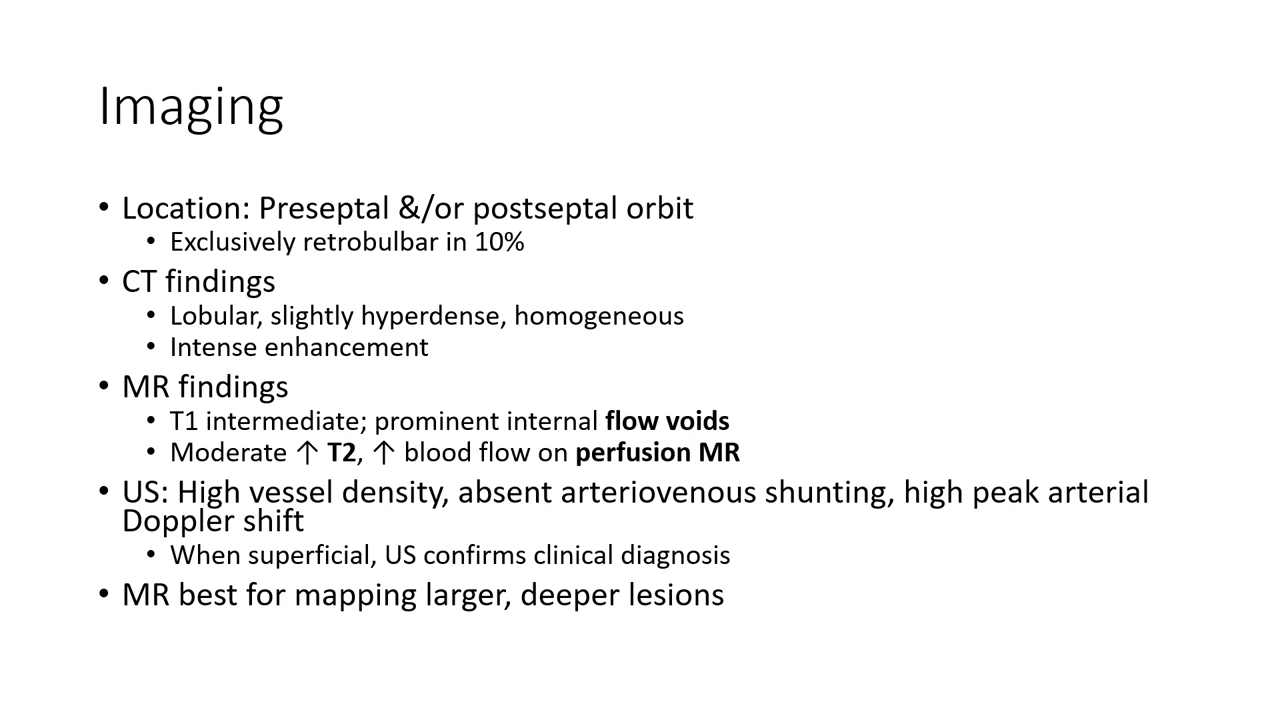 Imaging
• Location: Preseptal &/or postseptal orbit
• Exclusively retrobulbar in 10%
• CT findings
• Lobular, slightly hyperdense, homogeneous
• Intense enhancement
• MR findings
• T1 intermediate; prominent internal flow voids
• Moderate ↑ T2, ↑ blood flow on perfusion MR
• US: High vessel density, absent arteriovenous shunting, high peak arterial
Doppler shift
• When superficial, US confirms clinical diagnosis
• MR best for mapping larger, deeper lesions